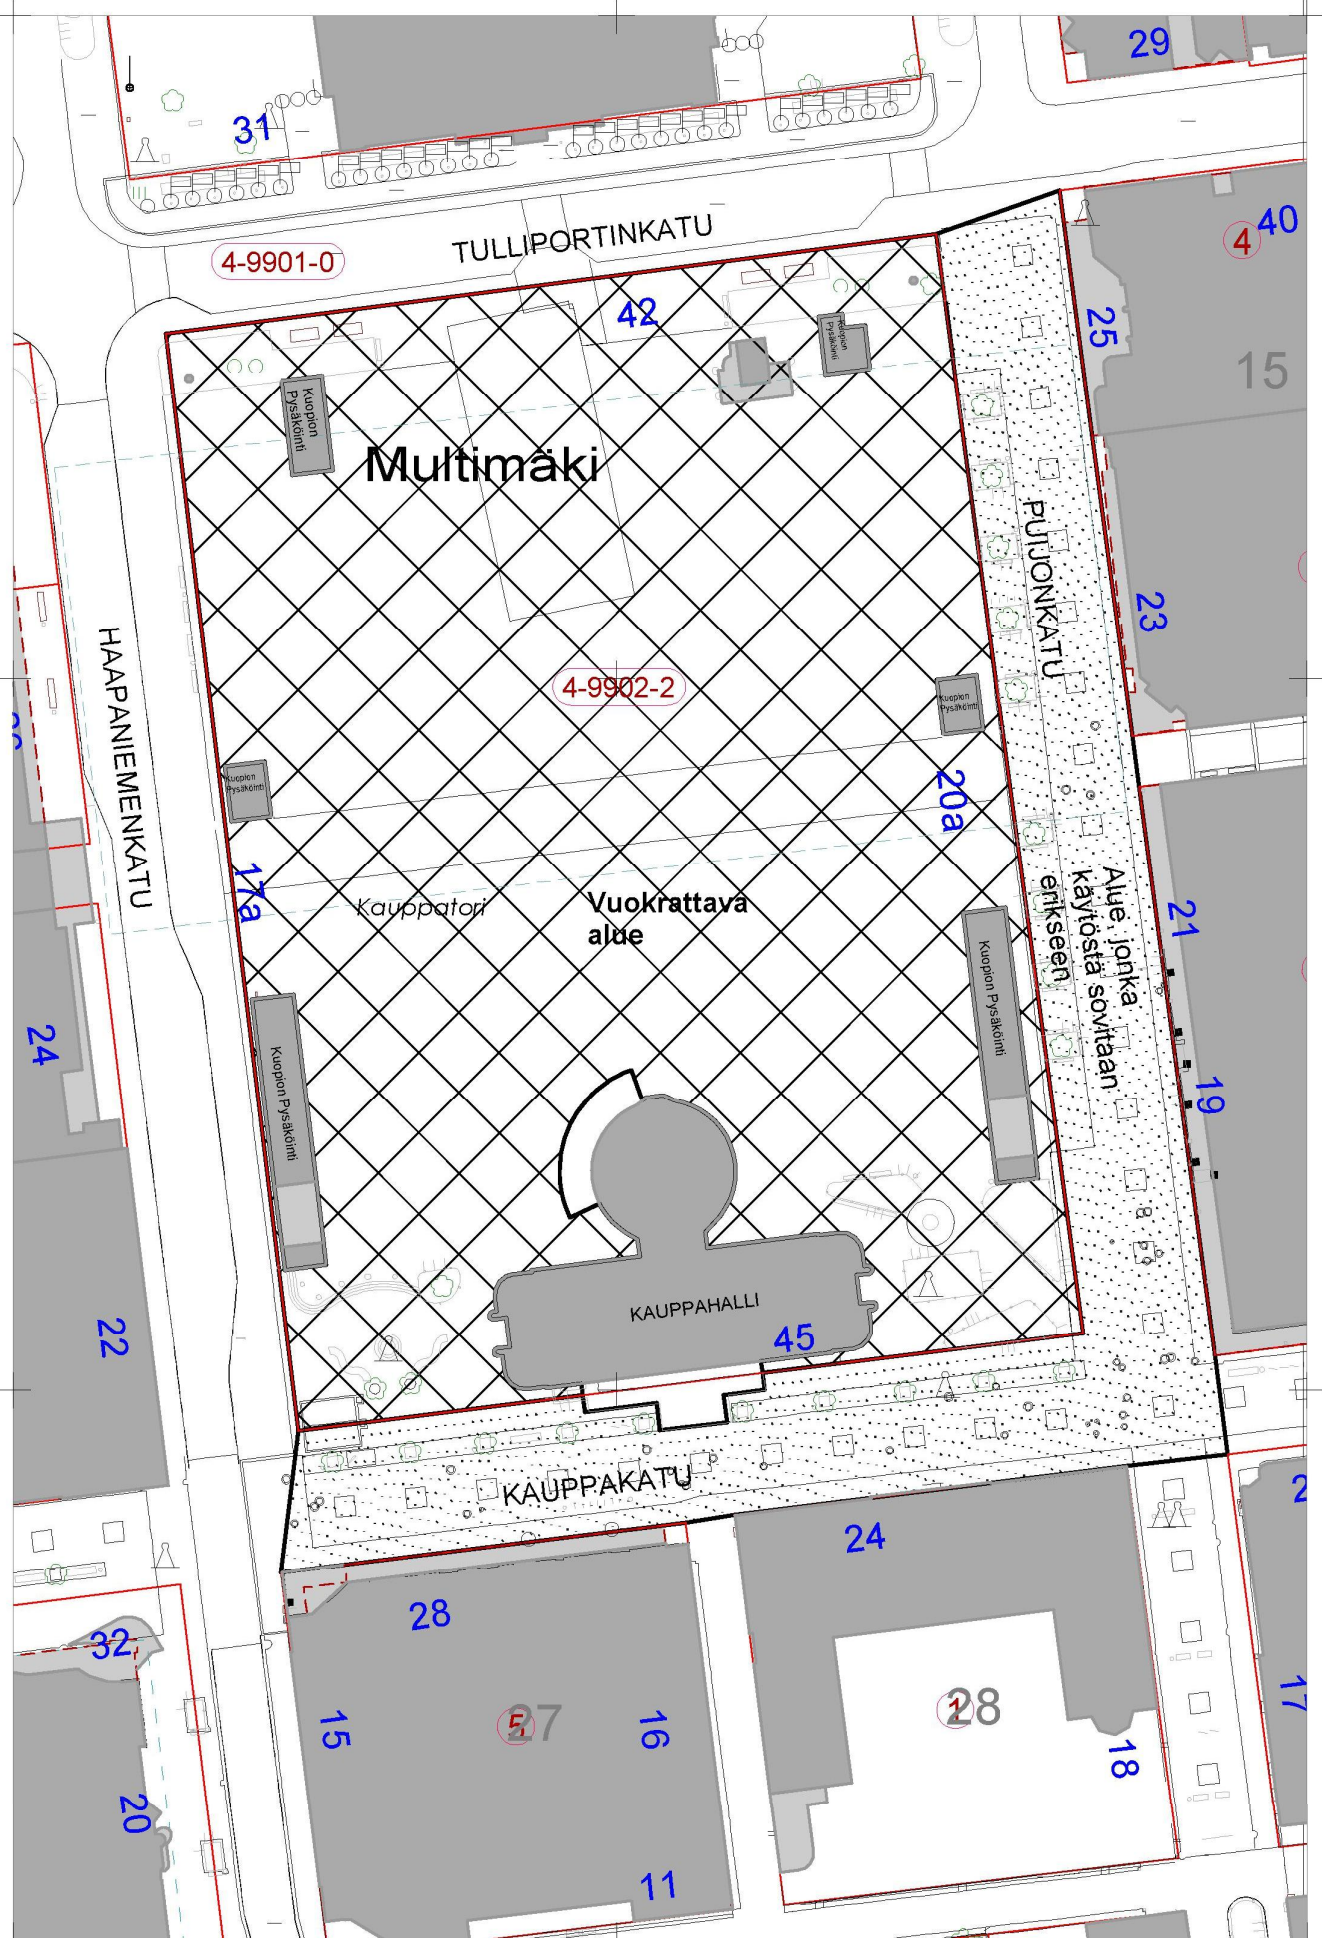 29
31
TULLIPORTINKATU
4-9901-0
40
4
42
25
15
Kuopion
Pysäköinti
Kuopion
Pysäköinti
Multimäki
PUIJONKATU
23
HAAPANIEMENKATU
4-9902-2
Kuopion
Pysäköinti
Kuopion
Pysäköinti
20a
17a
Kauppatori
Vuokrattava
alue
Alue, jonka
käytöstä sovitaan
erikseen
21
24
Kuopion Pysäköinti
Kuopion Pysäköinti
19
22
KAUPPAHALLI
45
KAUPPAKATU
24
28
32
27
5
28
1
15
16
18
17
20
11